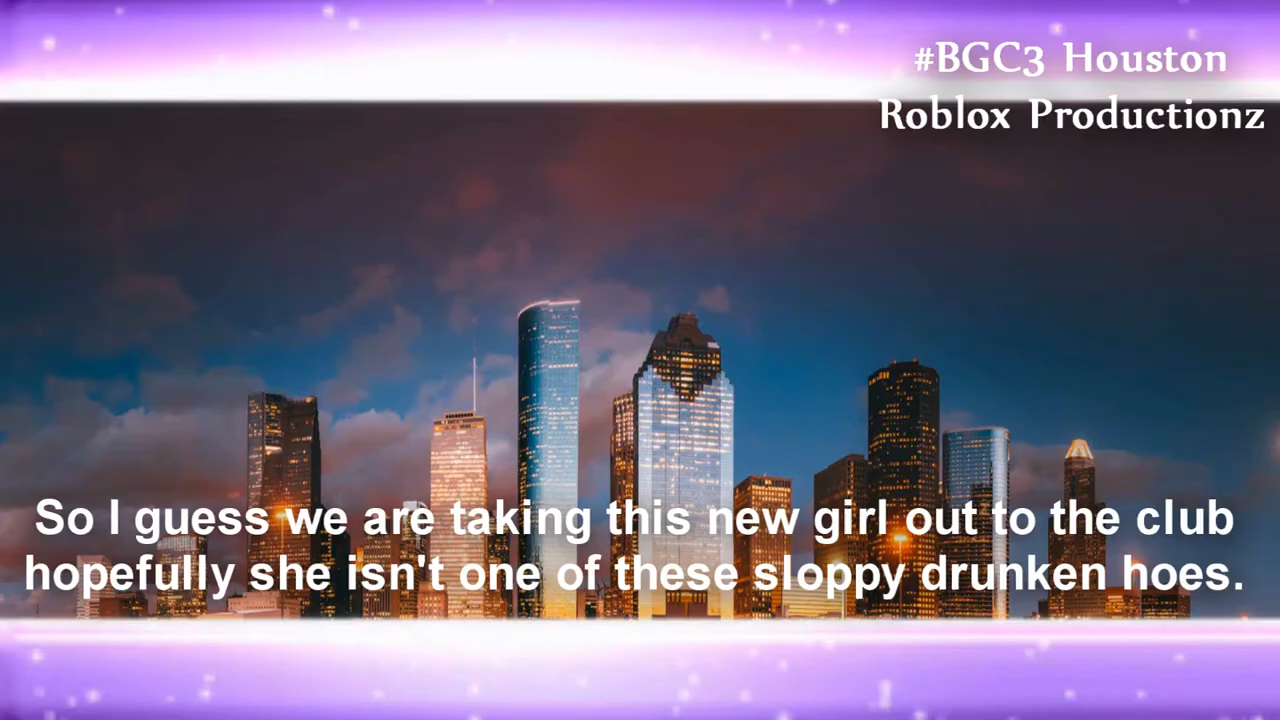 #BGC3 Houston
Roblox Productionz
So I guess we are taking this new girl out to the club
hopefully she isn't one of these sloppy drunken hoes.